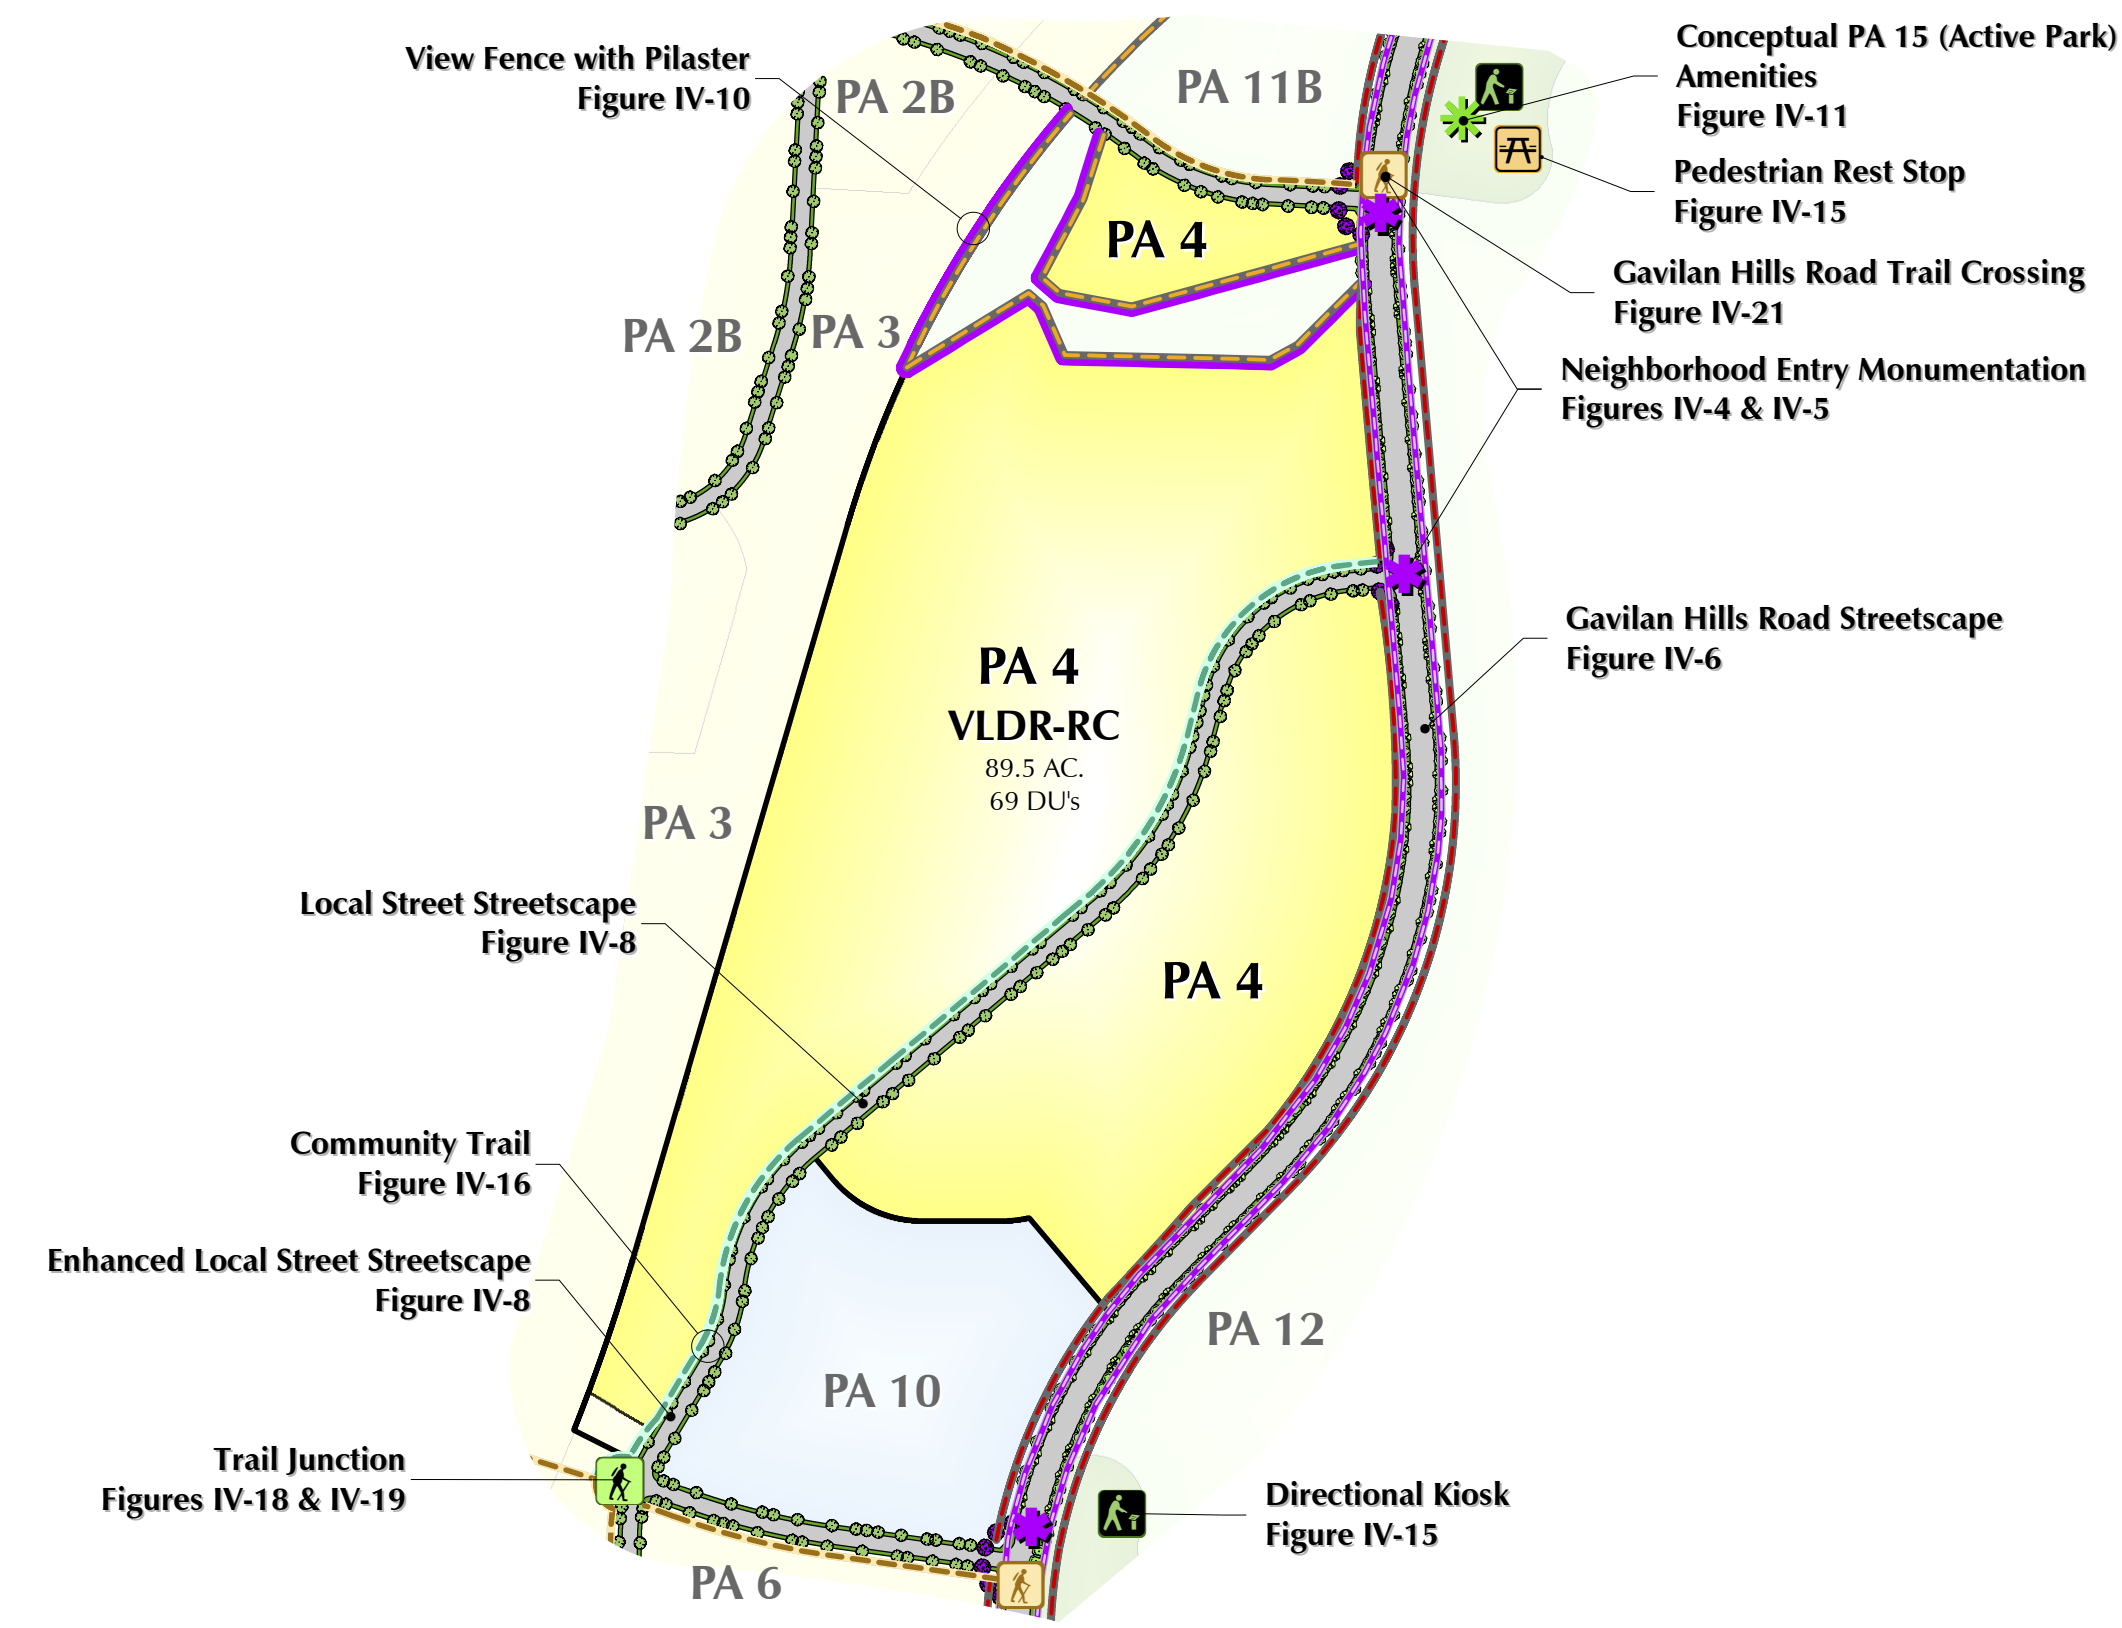 View Fence with Pilaster
Figure IV-10
PA 2B
PA 11B
Conceptual PA 15 (Active Park)
Amenities
Figure IV-11
Pedestrian Rest Stop
Figure IV-15
PA 4
Gavilan Hills Road Trail Crossing
Figure IV-21
PA 2B
PA 3
Neighborhood Entry Monumentation
Figures IV-4 & IV-5
Gavilan Hills Road Streetscape
Figure IV-6
PA 4
VLDR-RC
89.5 AC.
69 DU's
PA 3
Local Street Streetscape
Figure IV-8
PA 4
Community Trail
Figure IV-16
Enhanced Local Street Streetscape
Figure IV-8
PA 12
PA 10
Trail Junction
Figures IV-18 & IV-19
Directional Kiosk
Figure IV-15
PA 6